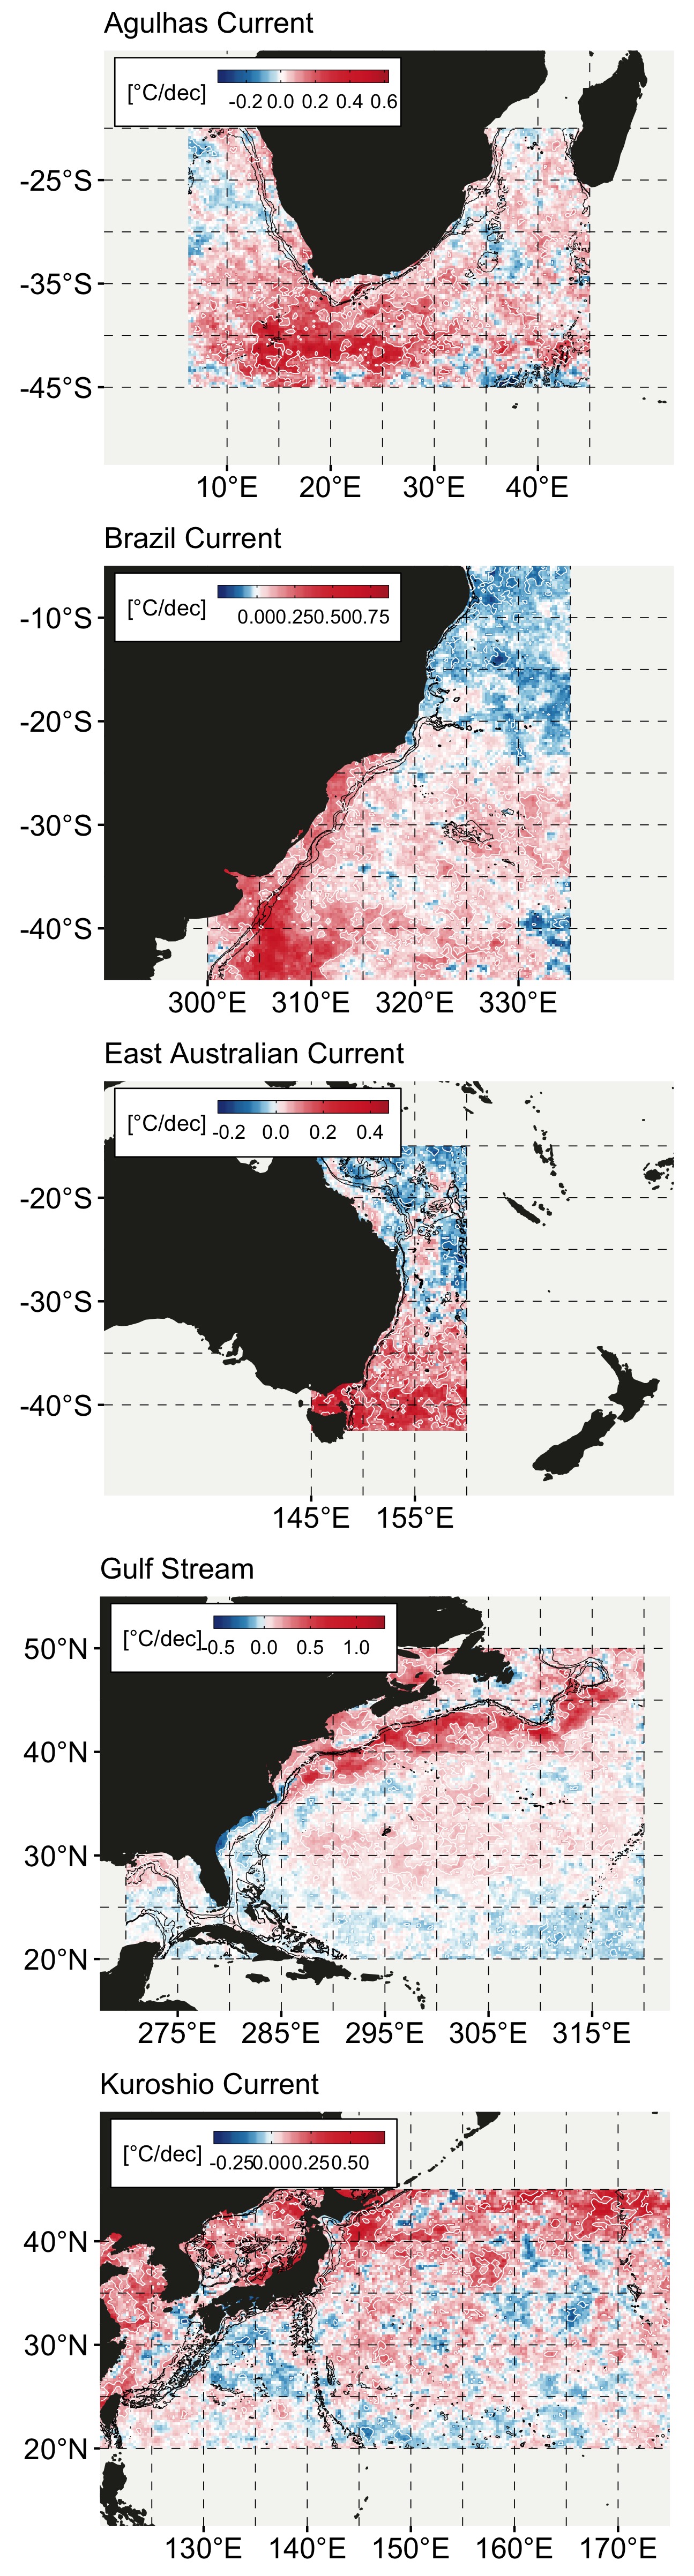 Agulhas Current
[°C/dec]
-0.2 0.0 0.2 0.4 0.6
-25°S
-35°S
-45°S
10°E 20°E 30°E 40°E
Brazil Current
[°C/dec]
0.000.250.500.75
-10°S
-20°S
-30°S
-40°S
300°E 310°E 320°E 330°E
East Australian Current
[°C/dec]
-0.2 0.0 0.2 0.4
-20°S
-30°S
-40°S
145°E 155°E
Gulf Stream
[°C/dec]
-0.5 0.0 0.5 1.0
50°N
40°N
30°N
20°N
275°E 285°E 295°E 305°E 315°E
Kuroshio Current
[°C/dec]
-0.250.000.250.50
40°N
30°N
20°N
130°E 140°E 150°E 160°E 170°E